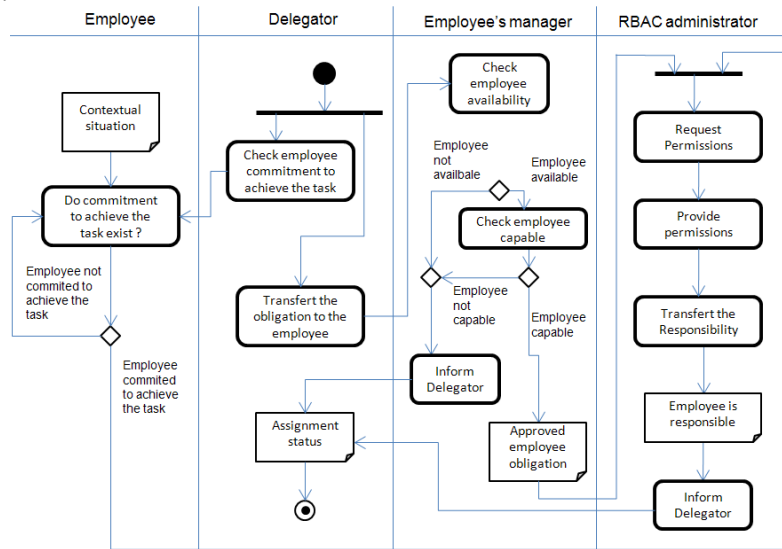 Employee
Delegator
Employee's manager
RBAC administrator
Contextual
situation
Do commitment
to achieve the
task exist ?
Employee not
commited to
achieve the
task
Employee
commited to
achieve the task
Check employee
commitment to
achieve the task
Transfert the
obligation to the
employee
Assignment
status
Check
employee
availability
Employee
not
availbale
Employee
available
Check employee
capable
Employee
not
capable
Employee
capable
Inform
Delegator
Approved
employee
obligation
Request
Permissions
Provide
permissions
Transfert the
Responsibility
Employee is
responsible
Inform
Delegator